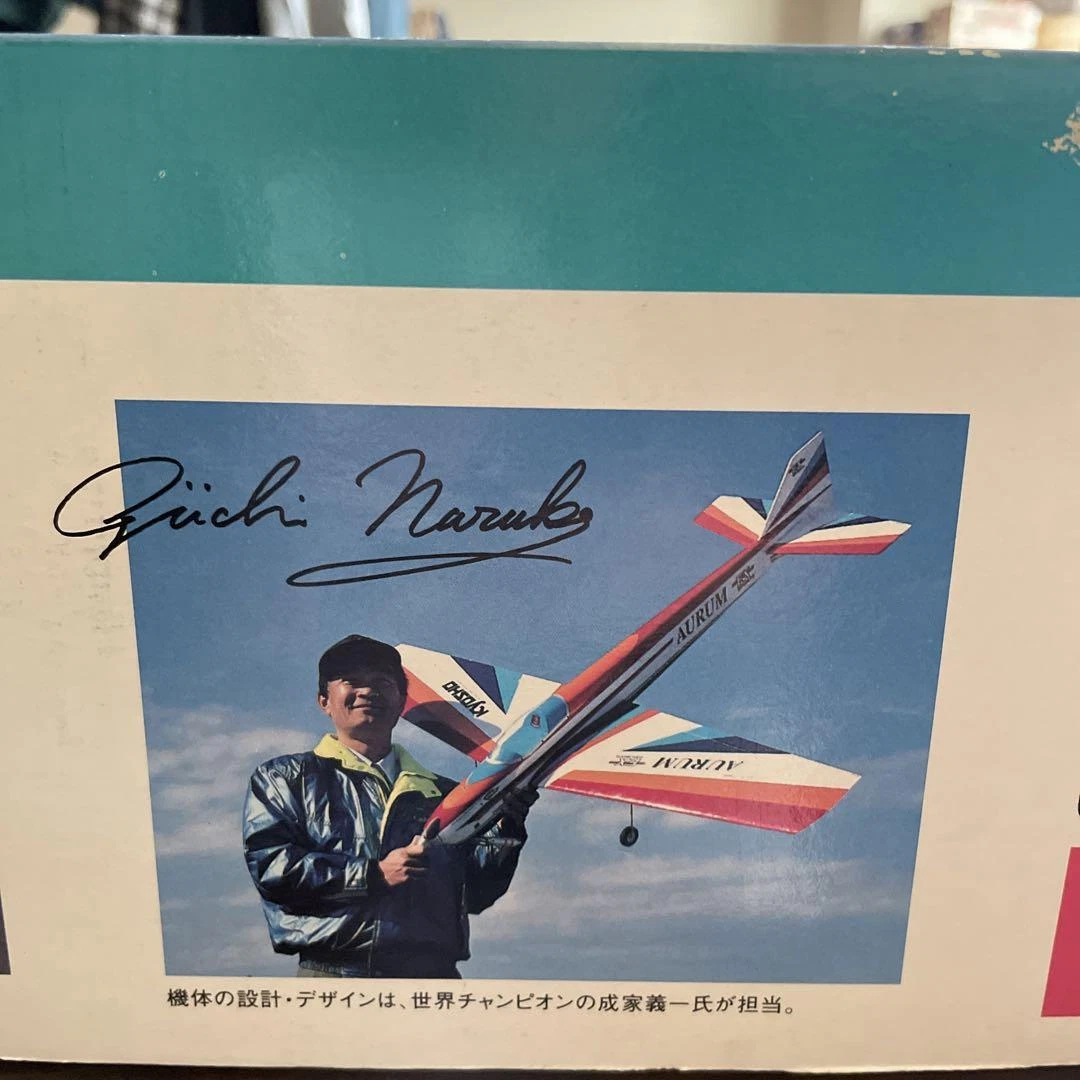 Giichi Naruke
AURUM
KYOSHO
AURUM
機体の設計・デザインは、世界チャンピオンの成家義一氏が担当。